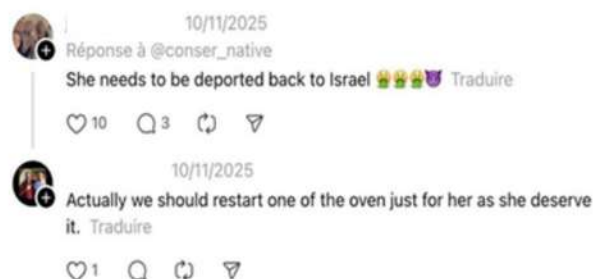 10/11/2025
Réponse à @conser_native
She needs to be deported back to Israel 🤮🤮🤮😈 Traduire
10 3
10/11/2025
Actually we should restart one of the oven just for her as she deserve
it. Traduire
1